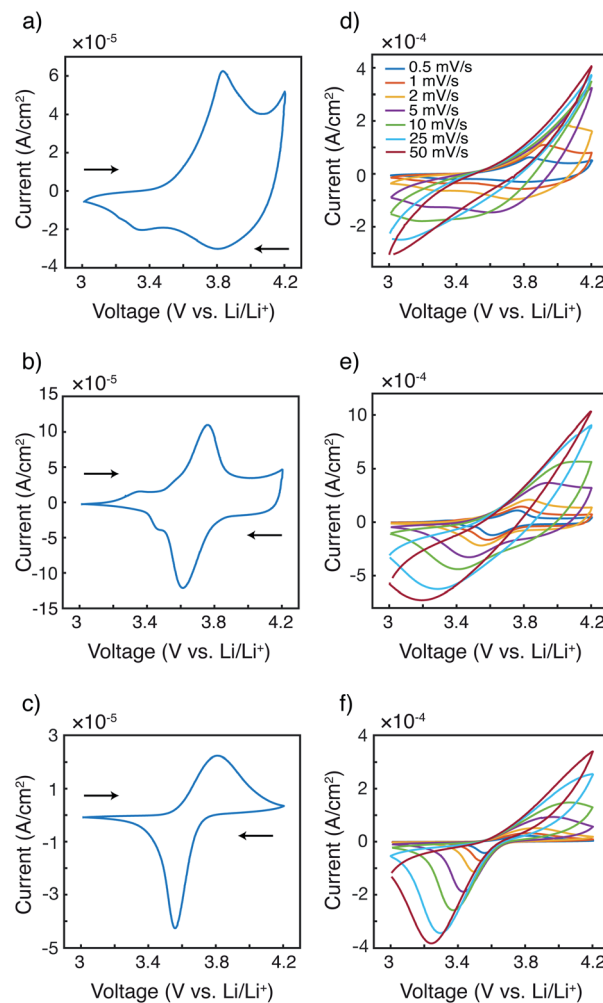 a)
×10⁻⁵
Current (A/cm²)
6
4
2
0
-2
-4
3
3.4
3.8
4.2
Voltage (V vs. Li/Li⁺)
d)
×10⁻⁴
Current (A/cm²)
4
2
0
-2
0.5 mV/s
1 mV/s
2 mV/s
5 mV/s
10 mV/s
25 mV/s
50 mV/s
3
3.4
3.8
4.2
Voltage (V vs. Li/Li⁺)
b)
×10⁻⁵
Current (A/cm²)
15
10
5
0
-5
-10
-15
3
3.4
3.8
4.2
Voltage (V vs. Li/Li⁺)
e)
×10⁻⁴
Current (A/cm²)
10
5
0
-5
3
3.4
3.8
4.2
Voltage (V vs. Li/Li⁺)
c)
×10⁻⁵
Current (A/cm²)
3
1
-1
-3
-5
3
3.4
3.8
4.2
Voltage (V vs. Li/Li⁺)
f)
×10⁻⁴
Current (A/cm²)
4
2
0
-2
-4
3
3.4
3.8
4.2
Voltage (V vs. Li/Li⁺)